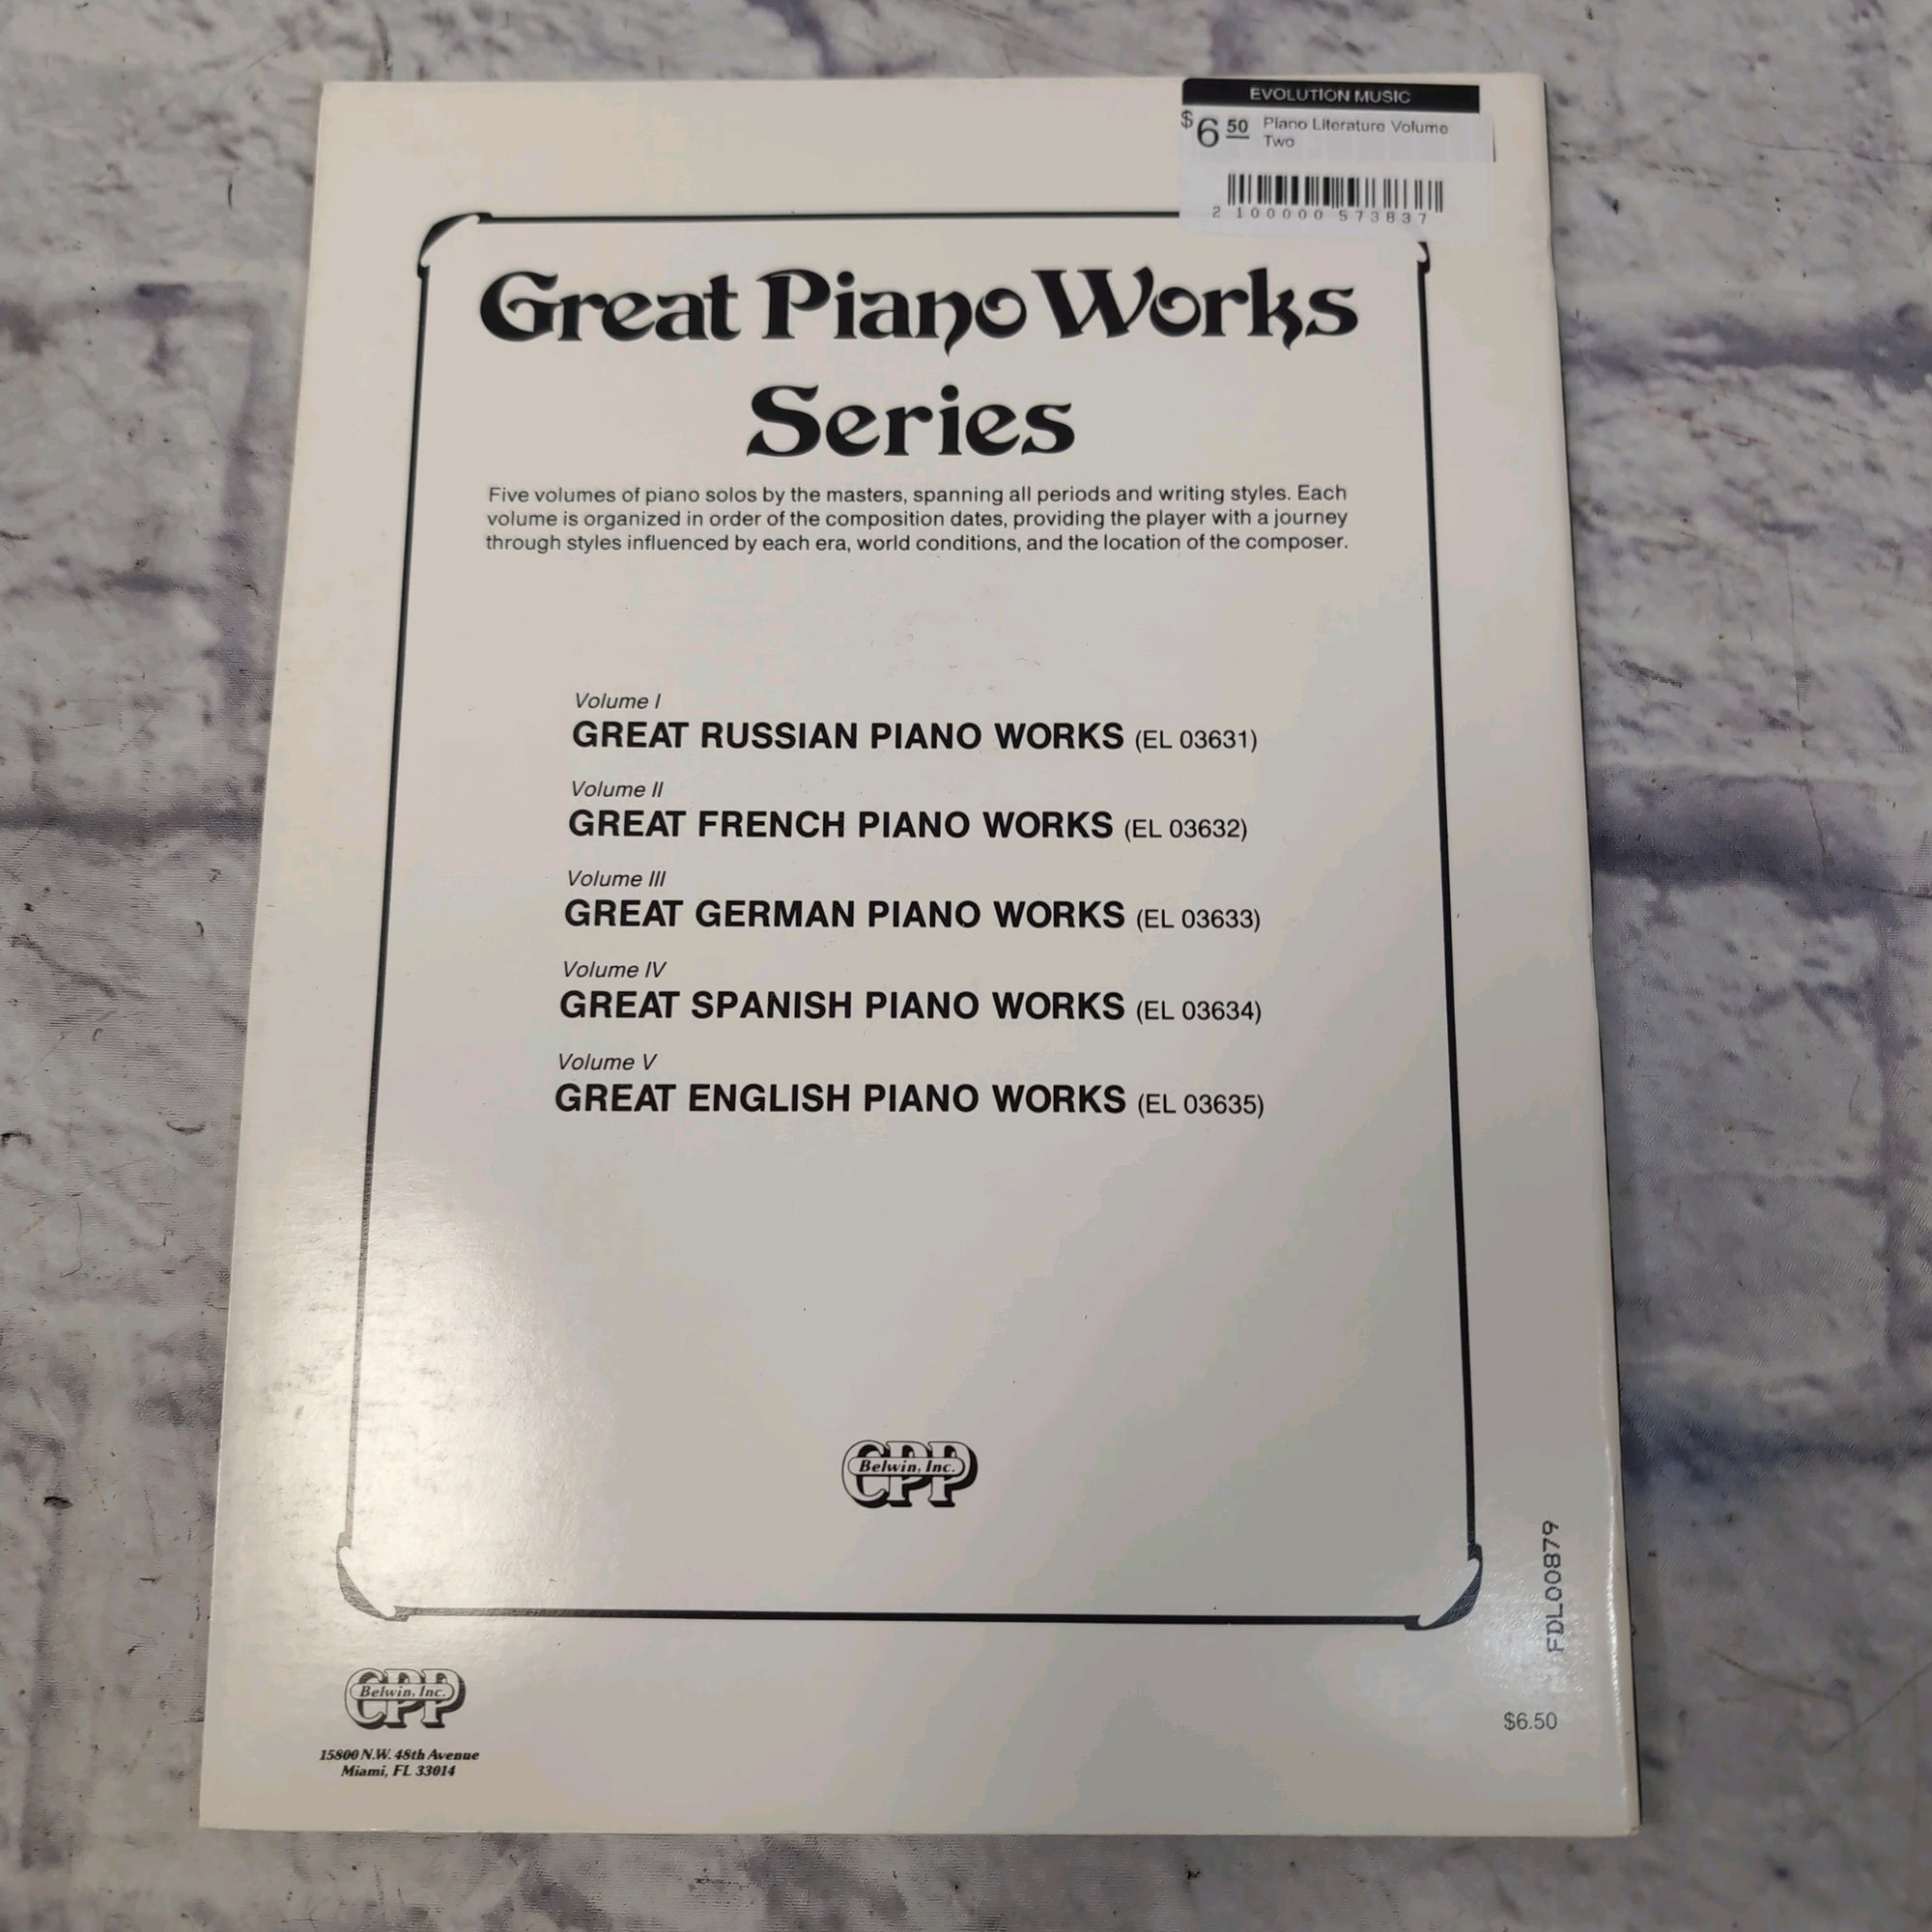 EVOLUTION MUSIC
$6.50 Piano Literature Volume
Two
2 100000 573837
Great Piano Works
Series
Five volumes of piano solos by the masters, spanning all periods and writing styles. Each
volume is organized in order of the composition dates, providing the player with a journey
through styles influenced by each era, world conditions, and the location of the composer.
Volume I
GREAT RUSSIAN PIANO WORKS (EL 03631)
Volume II
GREAT FRENCH PIANO WORKS (EL 03632)
Volume III
GREAT GERMAN PIANO WORKS (EL 03633)
Volume IV
GREAT SPANISH PIANO WORKS (EL 03634)
Volume V
GREAT ENGLISH PIANO WORKS (EL 03635)
CPP
Belwin, Inc.
FDL00879
$6.50
CPP
Belwin, Inc.
15800 N.W. 48th Avenue
Miami, FL 33014